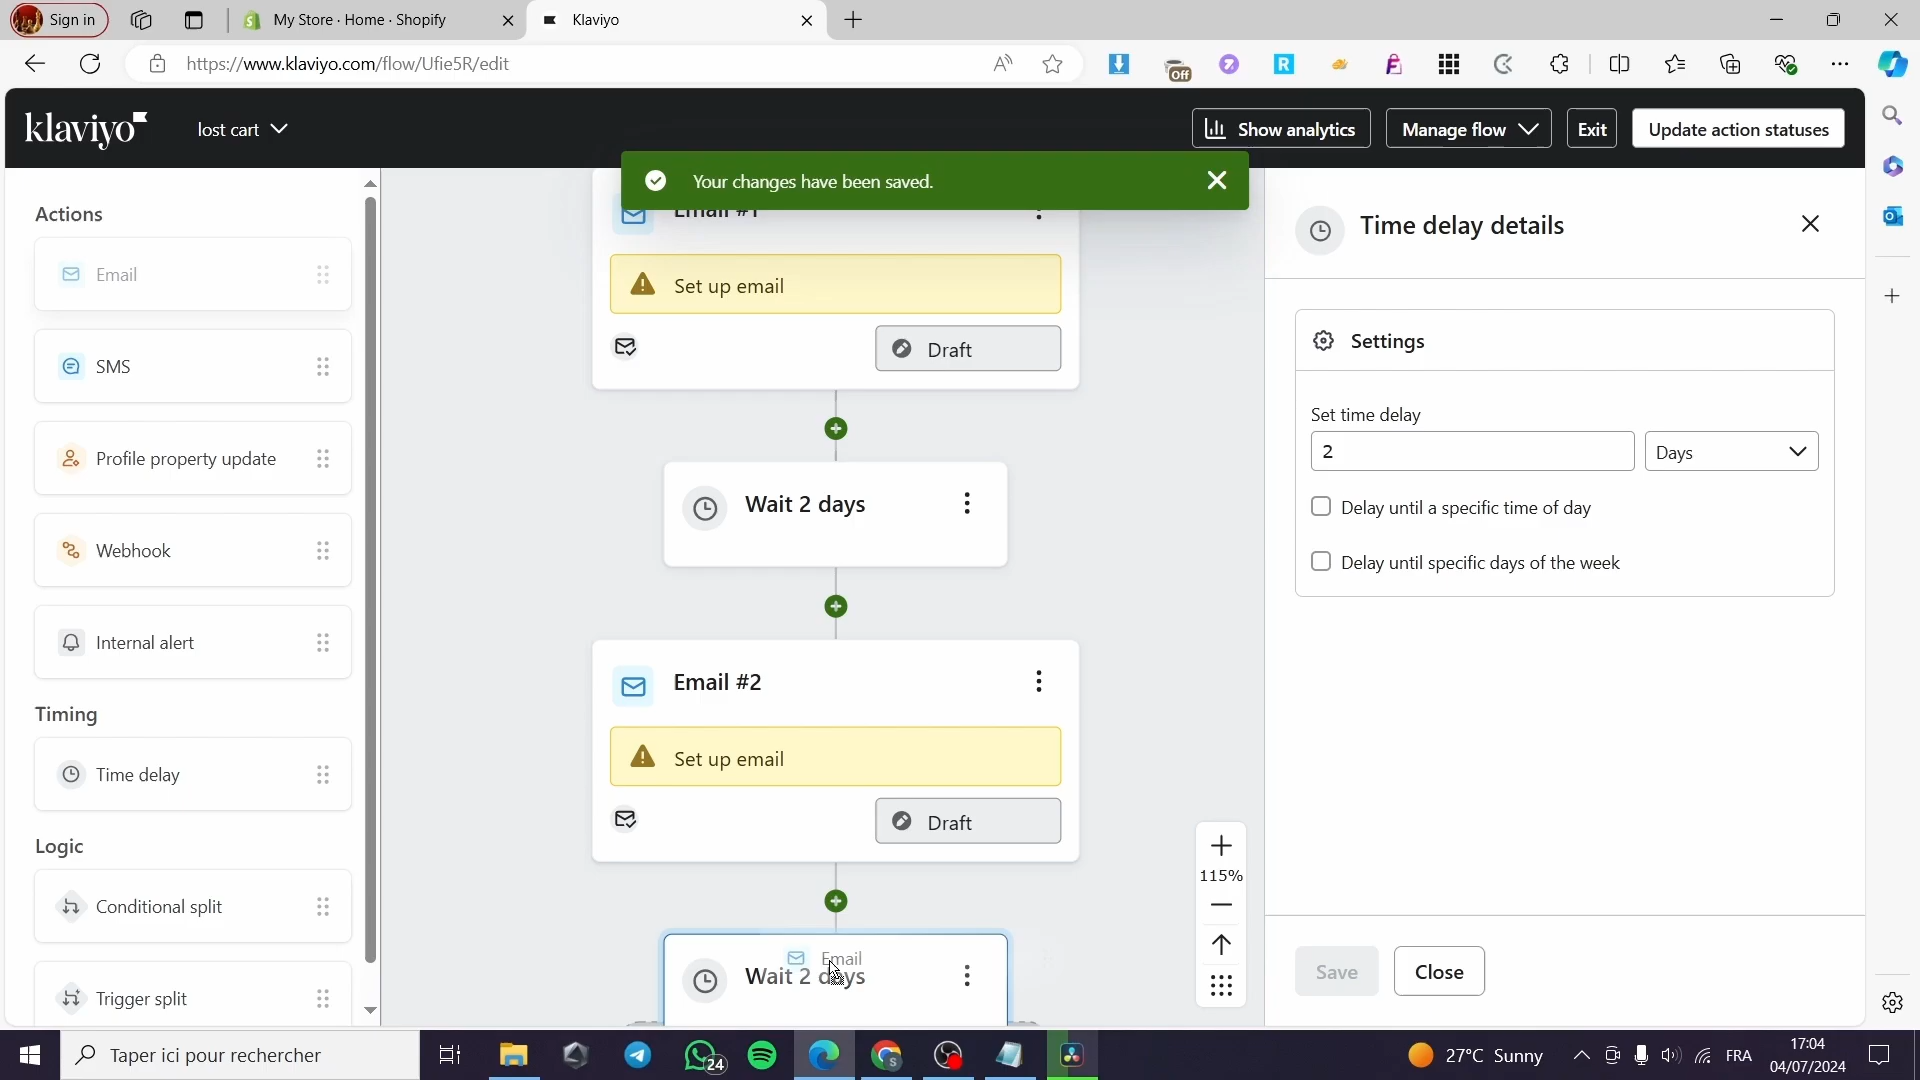 Sign in
My Store · Home · Shopify
Klaviyo
https://www.klaviyo.com/flow/Ufie5R/edit
Off
klaviyo
lost cart
Show analytics
Manage flow
Exit
Update action statuses
Your changes have been saved.
Actions
Email
SMS
Profile property update
Webhook
Internal alert
Timing
Time delay
Logic
Conditional split
Trigger split
Email #1
Set up email
Draft
Wait 2 days
Email #2
Set up email
Draft
Email
Wait 2 days
115%
Time delay details
Settings
Set time delay
2
Days
Delay until a specific time of day
Delay until specific days of the week
Save
Close
Taper ici pour rechercher
24
27°C Sunny
FRA
17:04
04/07/2024